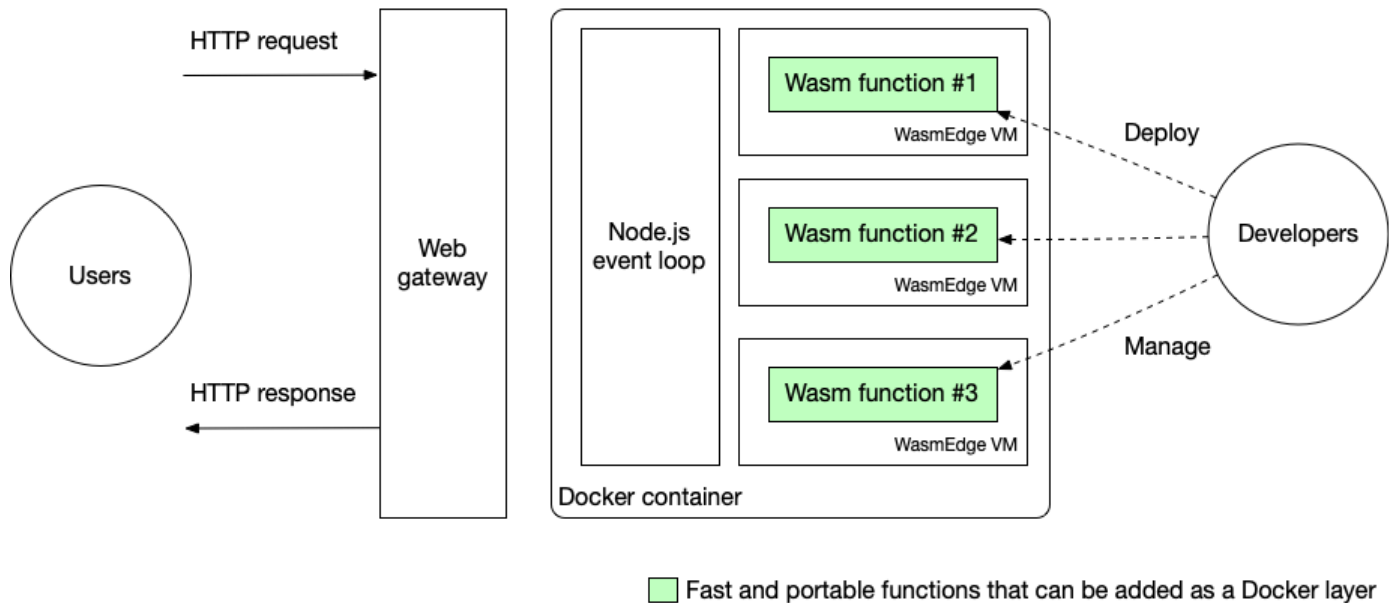 HTTP request
Users
HTTP response
Web
gateway
Node.js
event loop
Wasm function #1
WasmEdge VM
Wasm function #2
WasmEdge VM
Wasm function #3
WasmEdge VM
Docker container
Deploy
Developers
Manage
Fast and portable functions that can be added as a Docker layer